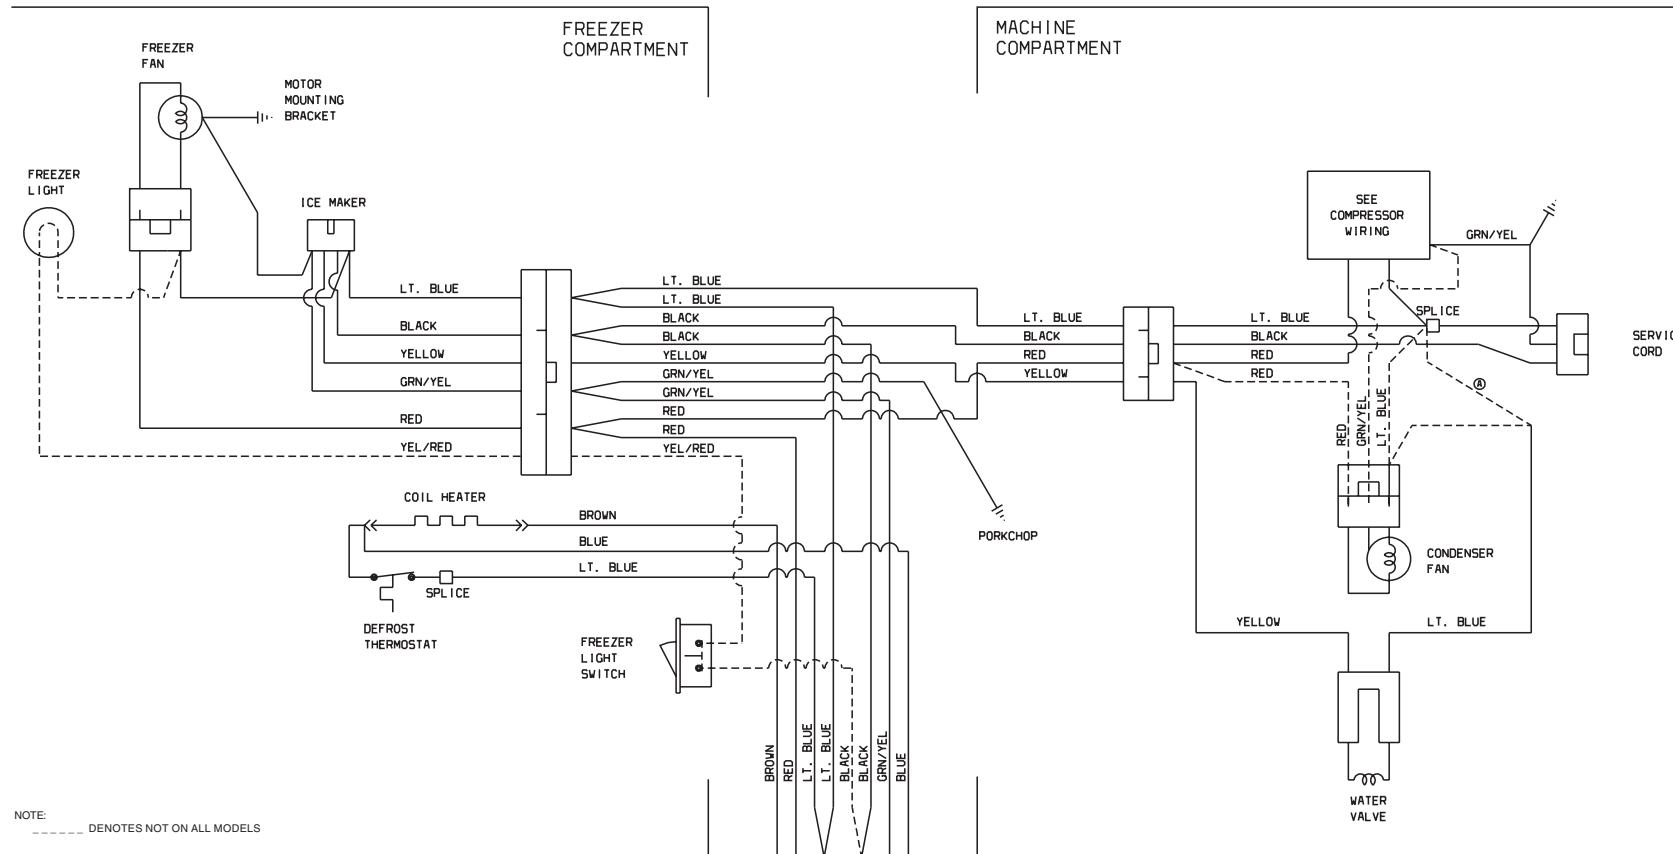 FREEZER
COMPARTMENT
MACHINE
COMPARTMENT
FREEZER
FAN
MOTOR
MOUNTING
BRACKET
FREEZER
LIGHT
ICE MAKER
LT. BLUE
BLACK
YELLOW
GRN/YEL
RED
YEL/RED
LT. BLUE
LT. BLUE
BLACK
BLACK
YELLOW
GRN/YEL
GRN/YEL
RED
RED
YEL/RED
LT. BLUE
BLACK
RED
YELLOW
SEE
COMPRESSOR
WIRING
GRN/YEL
SPLICE
LT. BLUE
BLACK
RED
RED
SERVIC
CORD
A
RED
GRN/YEL
LT. BLUE
CONDENSER
FAN
PORKCHOP
COIL HEATER
BROWN
BLUE
LT. BLUE
SPLICE
DEFROST
THERMOSTAT
FREEZER
LIGHT
SWITCH
YELLOW
LT. BLUE
BROWN
RED
LT. BLUE
LT. BLUE
BLACK
BLACK
GRN/YEL
BLUE
WATER
VALVE
NOTE:
DENOTES NOT ON ALL MODELS